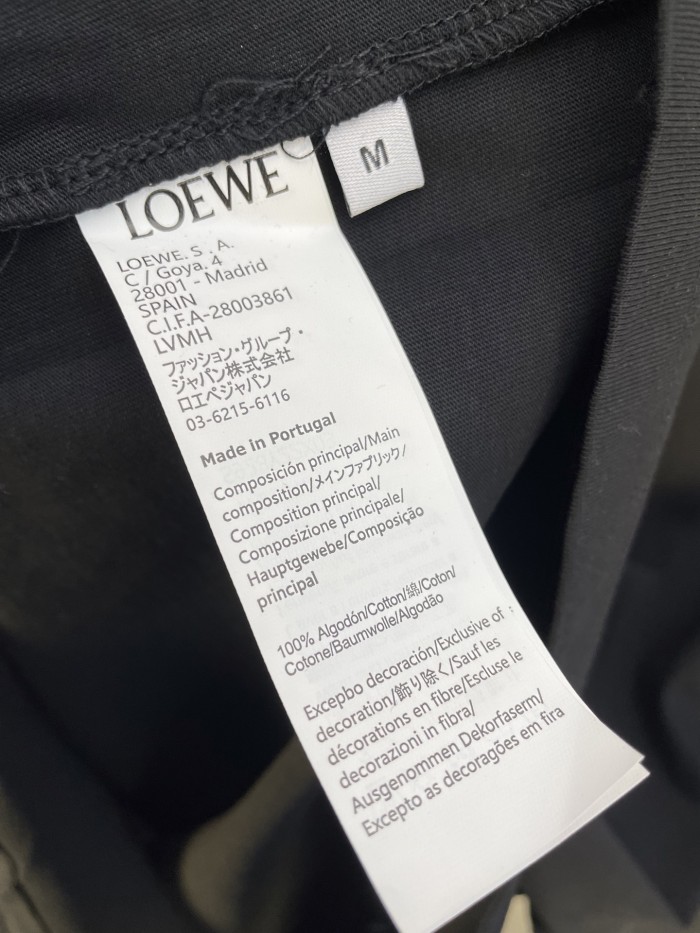 M
LOEWE
LOEWE. S . A.
C / Goya. 4
28001 - Madrid
SPAIN
C.I.F.A-28003861
LVMH
ファッション・グループ・
ジャパン株式会社
ロエペジャパン
03-6215-6116
Made in Portugal
Composición principal/Main
composition/メインファブリック/
Composition principal/
Composizione principale/
Hauptgewebe/Composição
principal
100% Algodón/Cotton/綿/Coton/
Cotone/Baumwolle/Algodão
Excepbo decoración/Exclusive of :
decoration/飾り除く/Sauf les
décorations en fibre/Escluse le
decorazioni in fibra/
Ausgenommen Dekorfaserm/
Excepto as decoragões em fira